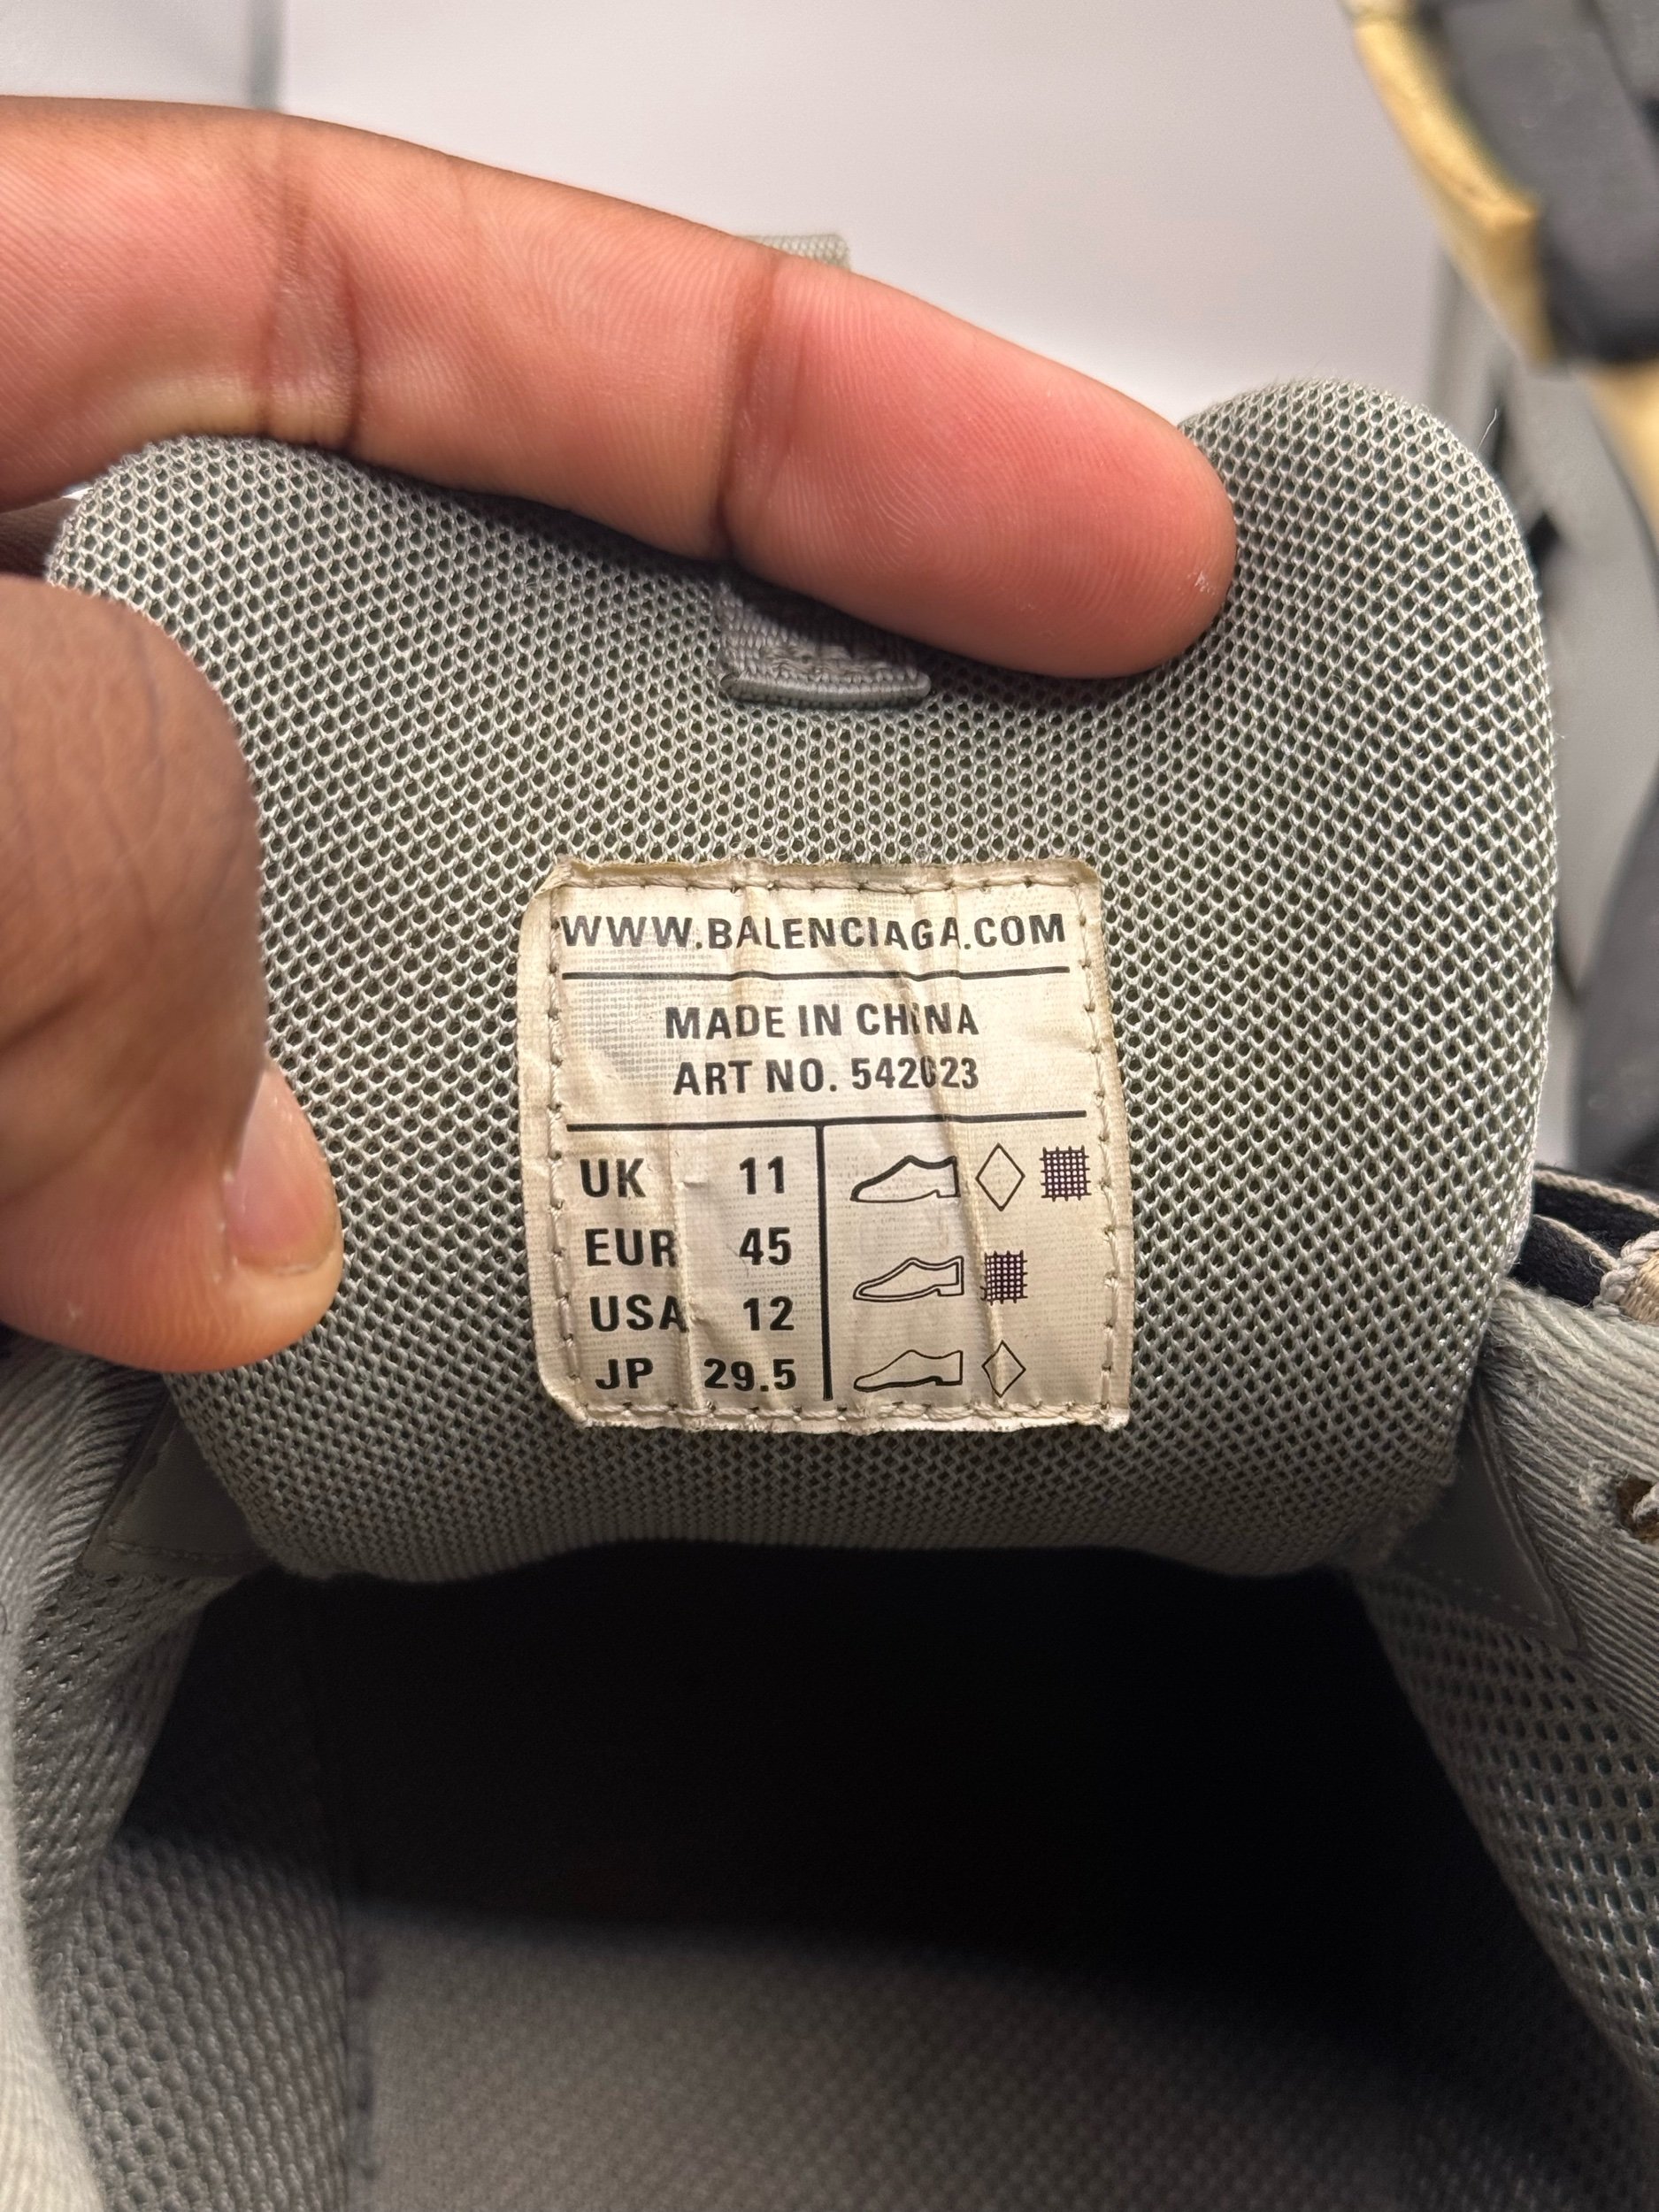 WWW.BALENCIAGA.COM
MADE IN CHINA
ART NO. 542023
UK 11
EUR 45
USA 12
JP 29.5